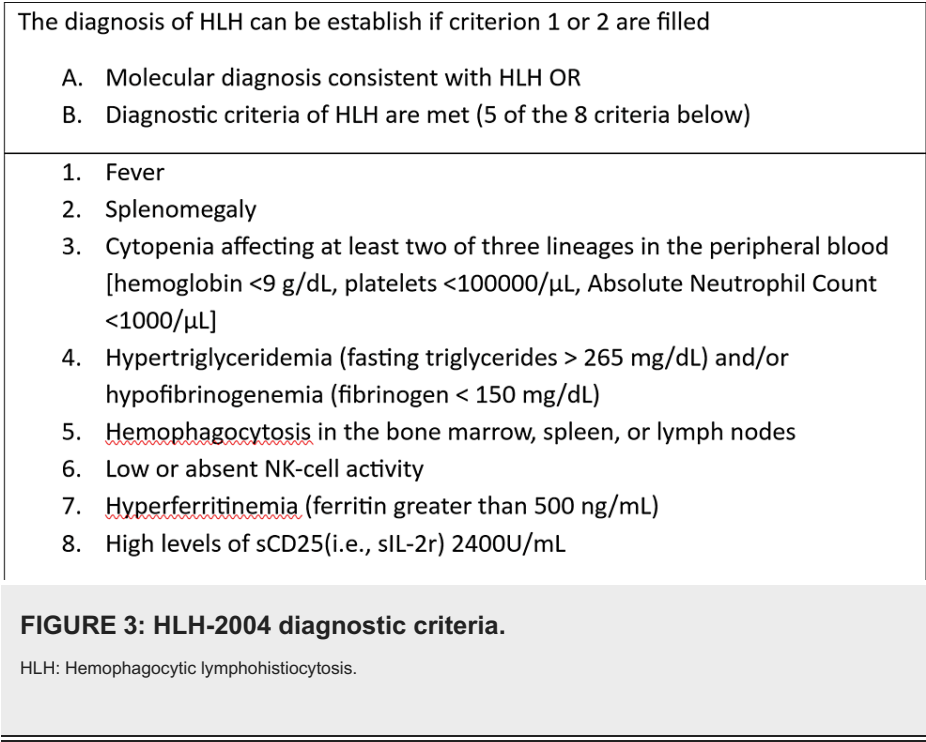 The diagnosis of HLH can be establish if criterion 1 or 2 are filled
A. Molecular diagnosis consistent with HLH OR
B. Diagnostic criteria of HLH are met (5 of the 8 criteria below)
1. Fever
2. Splenomegaly
3. Cytopenia affecting at least two of three lineages in the peripheral blood
[hemoglobin <9 g/dL, platelets <100000/µL, Absolute Neutrophil Count
<1000/µL]
4. Hypertriglyceridemia (fasting triglycerides > 265 mg/dL) and/or
hypofibrinogenemia (fibrinogen < 150 mg/dL)
5. Hemophagocytosis in the bone marrow, spleen, or lymph nodes
6. Low or absent NK-cell activity
7. Hyperferritinemia (ferritin greater than 500 ng/mL)
8. High levels of sCD25(i.e., sIL-2r) 2400U/mL
FIGURE 3: HLH-2004 diagnostic criteria.
HLH: Hemophagocytic lymphohistiocytosis.